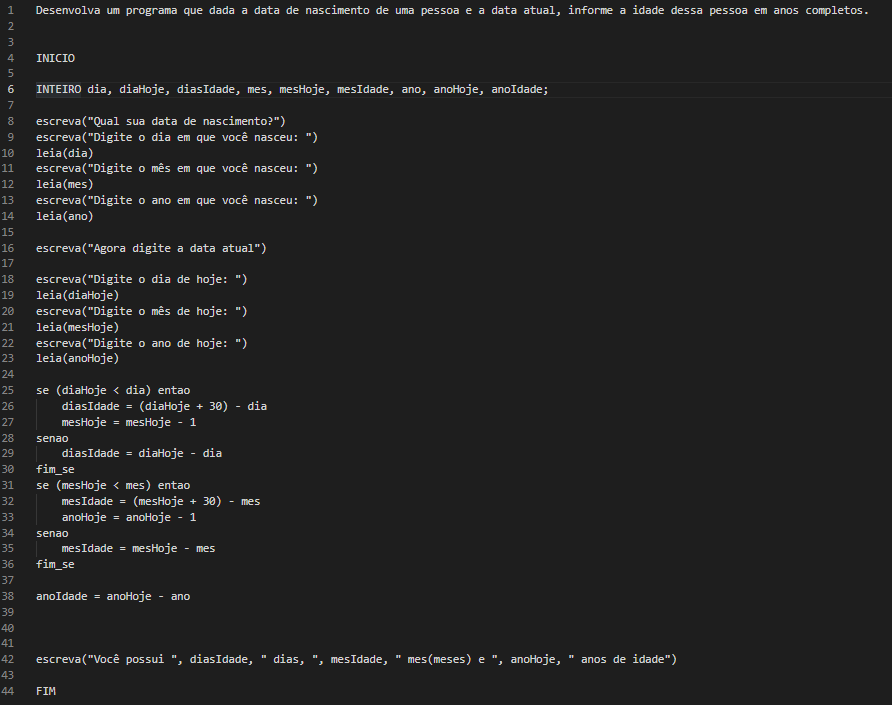 1 Desenvolva um programa que dada a data de nascimento de uma pessoa e a data atual, informe a idade dessa pessoa em anos completos.
2
3
4 INICIO
5
6 INTEIRO dia, diaHoje, diasIdade, mes, mesHoje, mesIdade, ano, anoHoje, anoIdade;
7
8 escreva("Qual sua data de nascimento?")
9 escreva("Digite o dia em que você nasceu: ")
10 leia(dia)
11 escreva("Digite o mês em que você nasceu: ")
12 leia(mes)
13 escreva("Digite o ano em que você nasceu: ")
14 leia(ano)
15
16 escreva("Agora digite a data atual")
17
18 escreva("Digite o dia de hoje: ")
19 leia(diaHoje)
20 escreva("Digite o mês de hoje: ")
21 leia(mesHoje)
22 escreva("Digite o ano de hoje: ")
23 leia(anoHoje)
24
25 se (diaHoje < dia) entao
26     diasIdade = (diaHoje + 30) - dia
27     mesHoje = mesHoje - 1
28 senao
29     diasIdade = diaHoje - dia
30 fim_se
31 se (mesHoje < mes) entao
32     mesIdade = (mesHoje + 30) - mes
33     anoHoje = anoHoje - 1
34 senao
35     mesIdade = mesHoje - mes
36 fim_se
37
38 anoIdade = anoHoje - ano
39
40
41
42 escreva("Você possui ", diasIdade, " dias, ", mesIdade, " mes(meses) e ", anoHoje, " anos de idade")
43
44 FIM